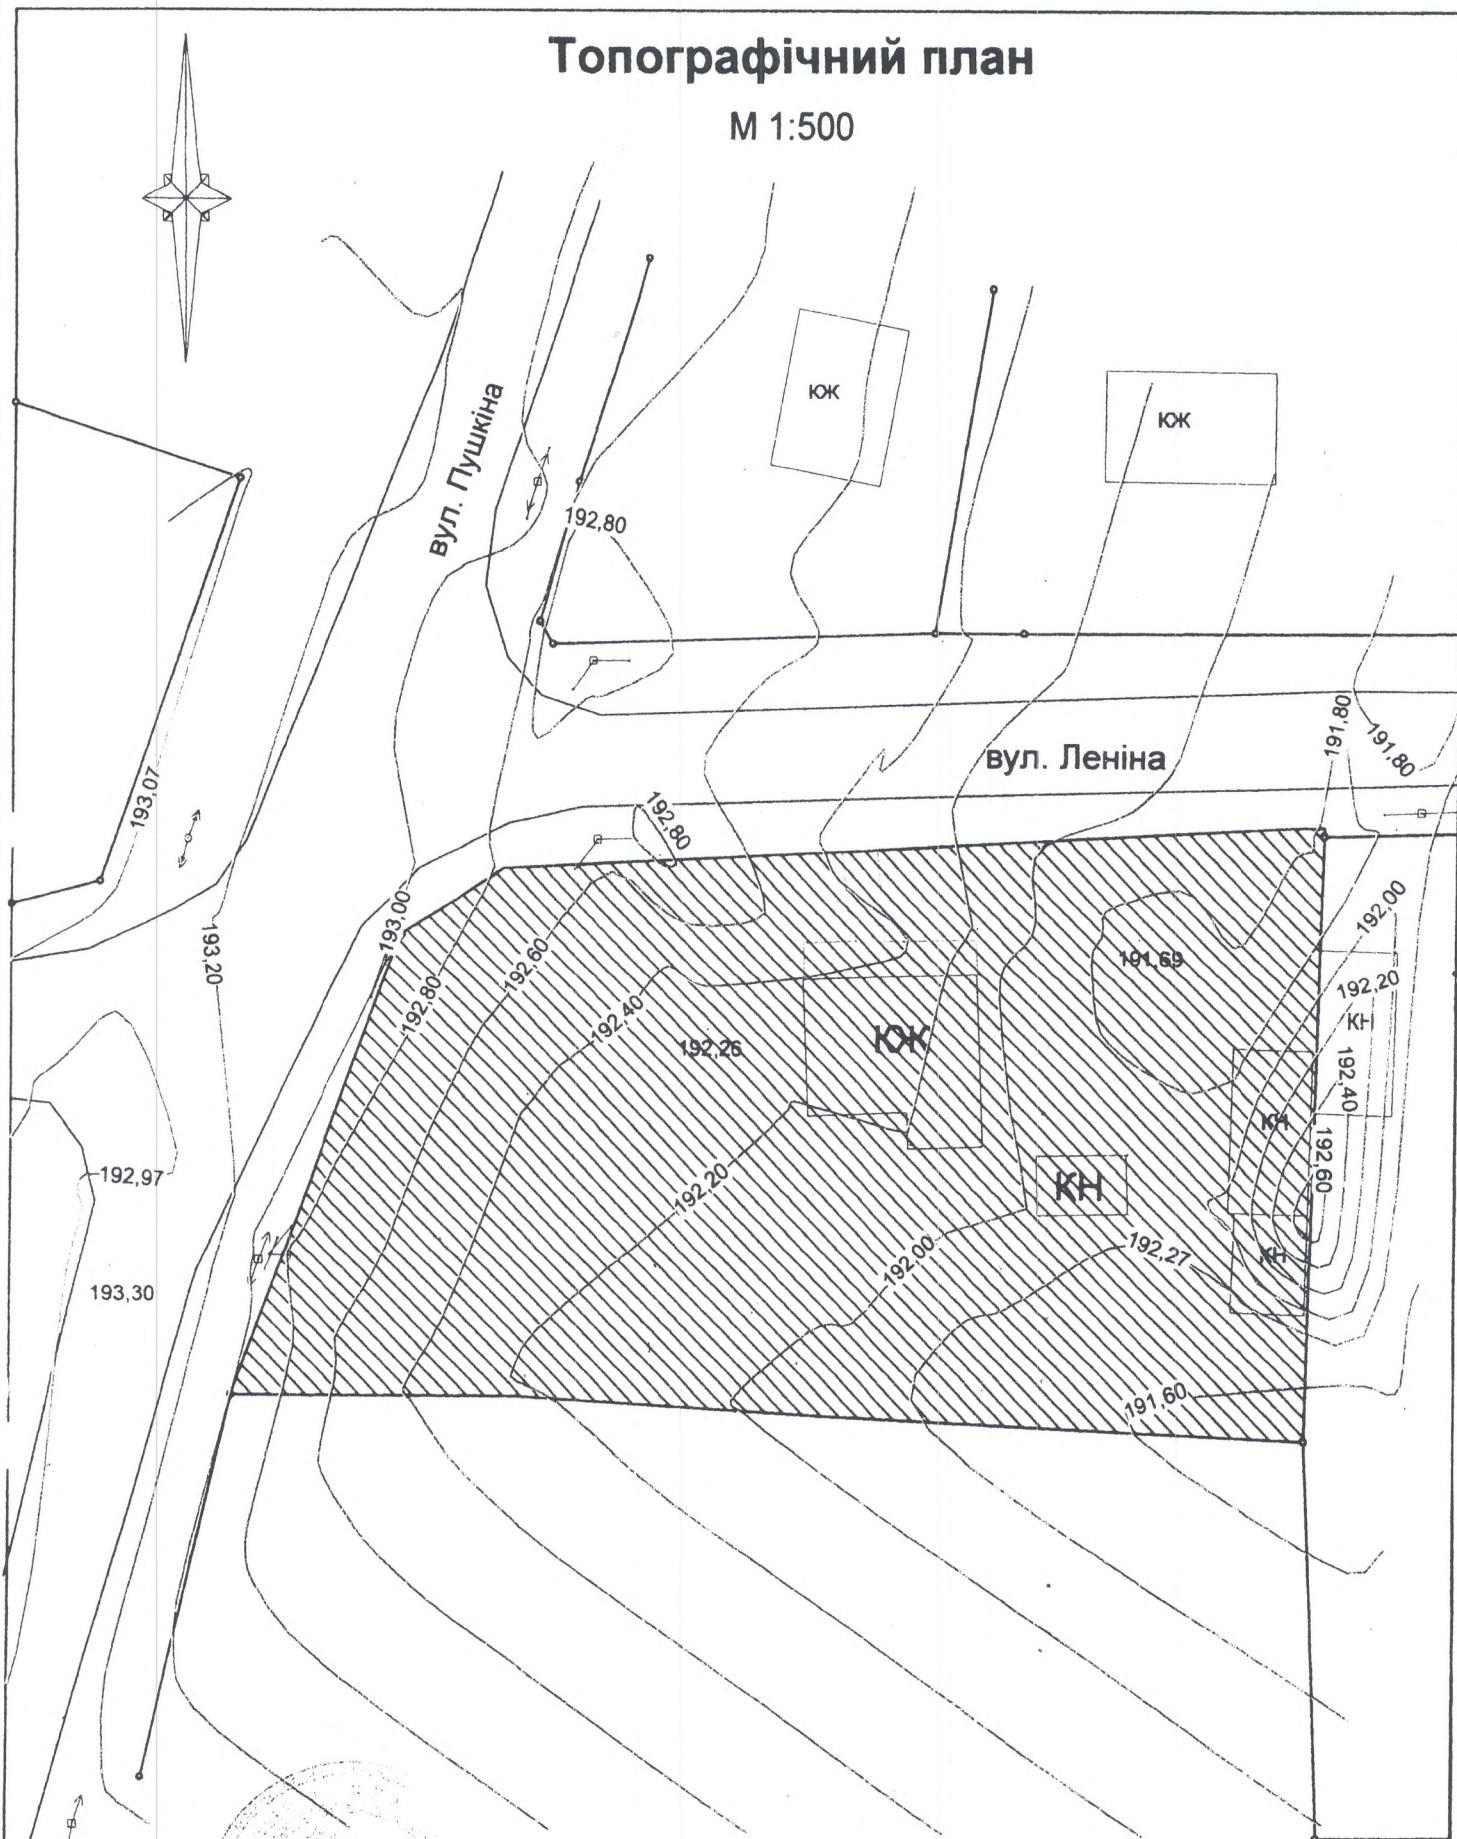 Топографічний план
М 1:500
кж
кж
вул. Пушкіна
192,80
вул. Леніна
191,80
191,80
193,07
192,80
193,00
193,20
192,80
192,60
192,40
192,26
КЖ
191,69
192,00
192,20
КН
192,40
КН
192,60
КН
192,97
192,20
КН
192,00
192,27
193,30
191,60